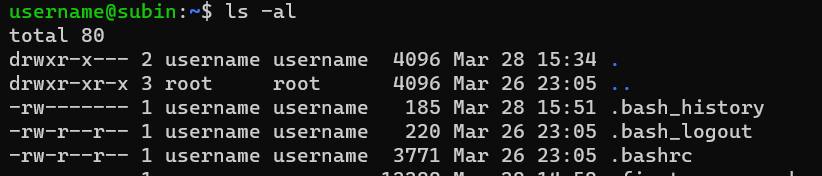 username@subin:~$ ls -al
total 80
drwxr-x--- 2 username username  4096 Mar 28 15:34 .
drwxr-xr-x 3 root     root      4096 Mar 26 23:05 ..
-rw------- 1 username username   185 Mar 28 15:51 .bash_history
-rw-r--r-- 1 username username   220 Mar 26 23:05 .bash_logout
-rw-r--r-- 1 username username  3771 Mar 26 23:05 .bashrc